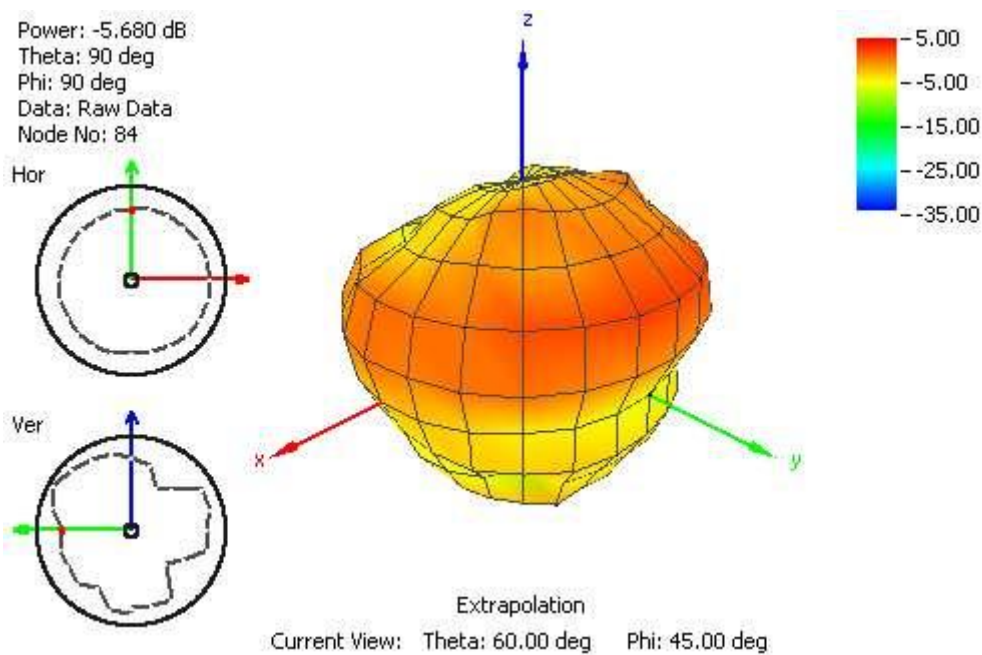 Power: -5.680 dB
Theta: 90 deg
Phi: 90 deg
Data: Raw Data
Node No: 84
Hor
Ver
z
x
y
5.00
-5.00
-15.00
-25.00
-35.00
Extrapolation
Current View: Theta: 60.00 deg Phi: 45.00 deg